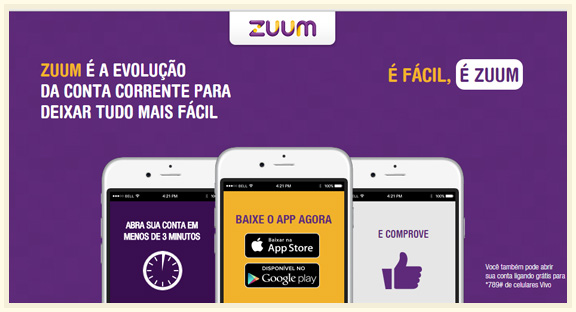 ZUUM
ZUUM É A EVOLUÇÃO
DA CONTA CORRENTE PARA
DEIXAR TUDO MAIS FÁCIL
É FÁCIL, É ZUUM
●●●○○ BELL 4:21 PM 100%
ABRA SUA CONTA EM
MENOS DE 3 MINUTOS
●●●○○ BELL 4:21 PM 100%
BAIXE O APP AGORA
Baixar na
App Store
DISPONÍVEL NO
Google play
●●●○○ BELL 4:21 PM 100%
E COMPROVE
Você também pode abrir
sua conta ligando grátis para
*789# de celulares Vivo